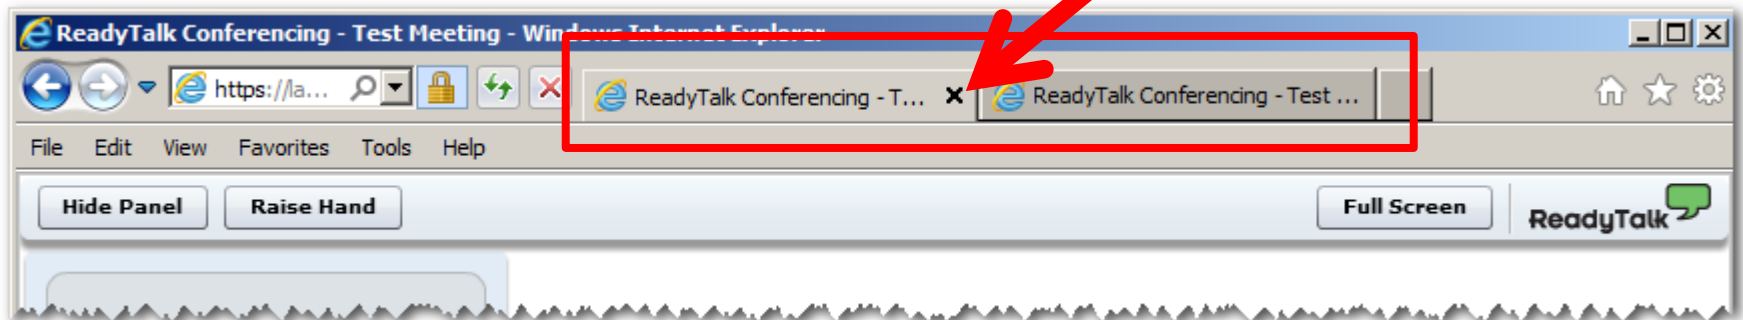 ReadyTalk Conferencing - Test Meeting - Windows Internet Explorer
https://la...
ReadyTalk Conferencing - T...
ReadyTalk Conferencing - Test ...
File Edit View Favorites Tools Help
Hide Panel
Raise Hand
Full Screen
ReadyTalk